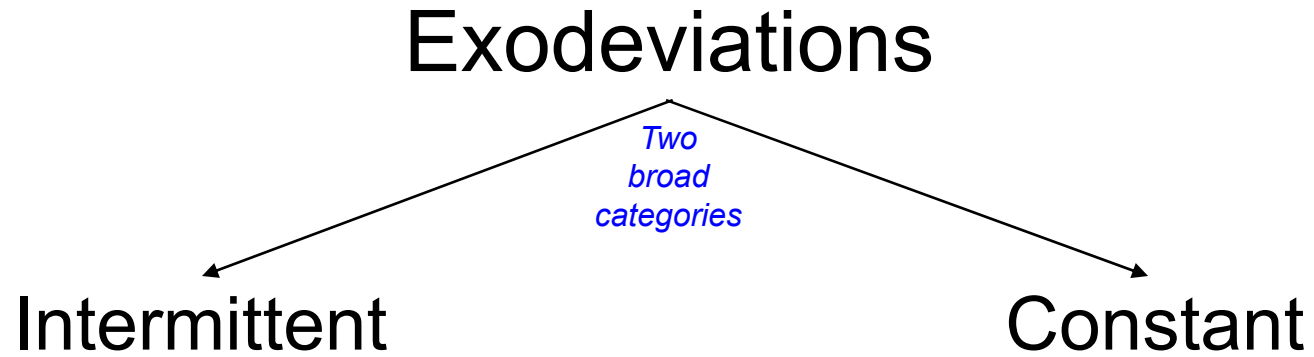 Exodeviations
Two
broad
categories
Intermittent
Constant